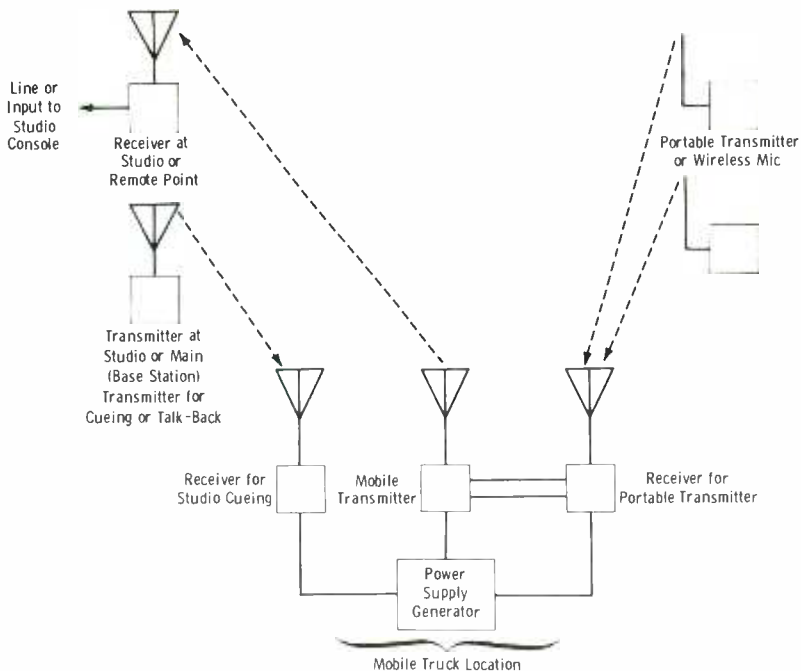 Line or
Input to
Studio
Console
Receiver at
Studio or
Remote Point
Portable Transmitter
or Wireless Mic
Transmitter at
Studio or Main
(Base Station)
Transmitter for
Cueing or Talk-Back
Receiver for
Studio Cueing
Mobile
Transmitter
Receiver for
Portable Transmitter
Power
Supply
Generator
Mobile Truck Location